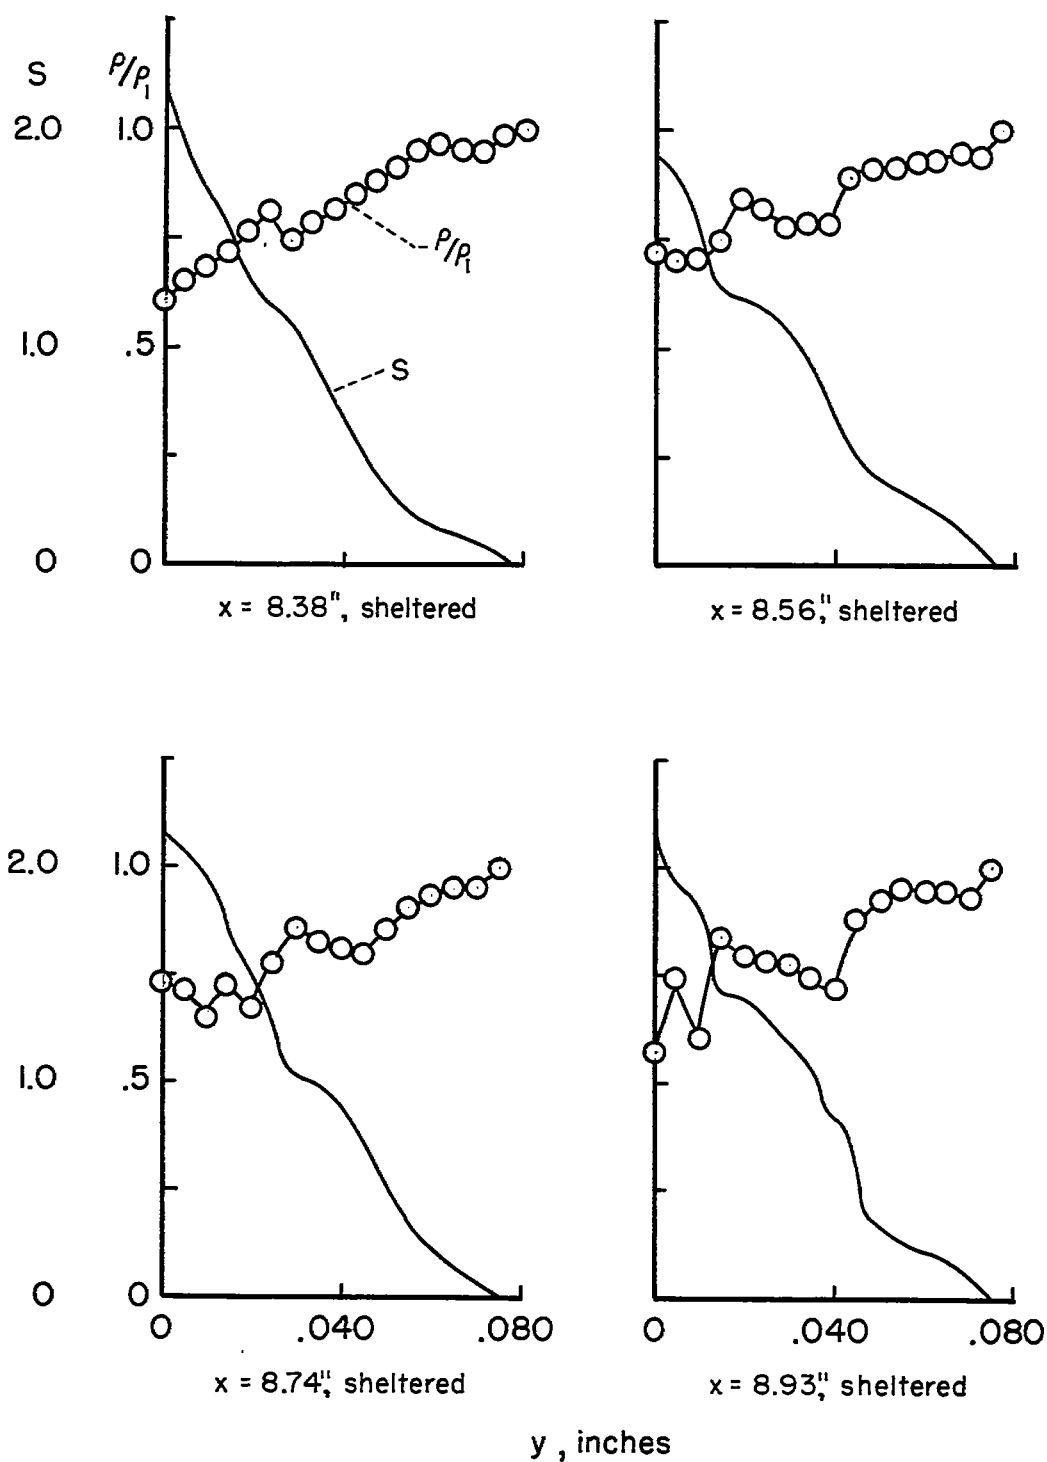 S ρ/ρ₁
2.0 1.0
ρ/ρ₁
1.0 .5
S
0 0
x = 8.38", sheltered
x = 8.56", sheltered
2.0 1.0
1.0 .5
0 0
0 .040 .080
0 .040 .080
x = 8.74", sheltered
x = 8.93", sheltered
y , inches